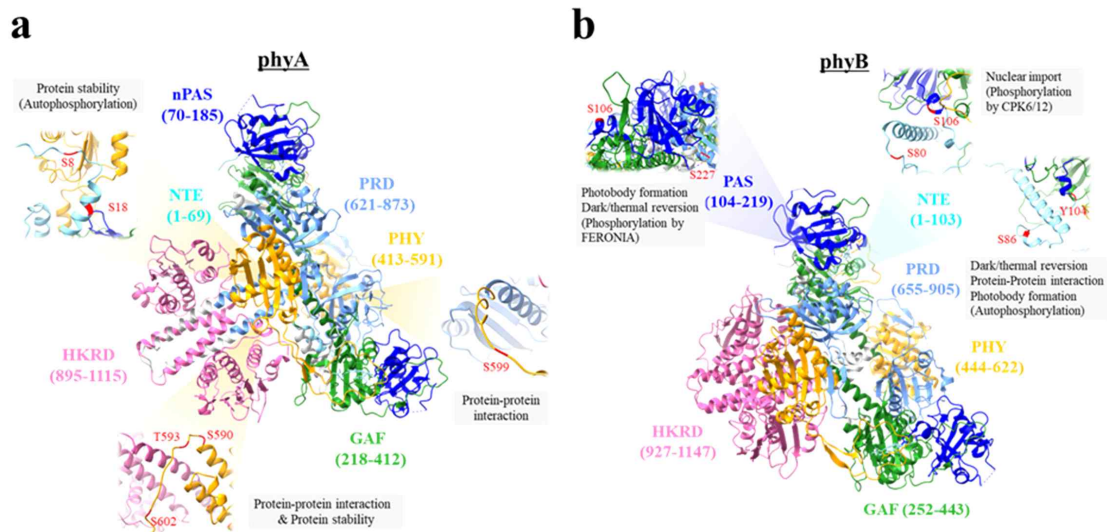 a
phyA
Protein stability
(Autophosphorylation)
S8
S18
nPAS
(70-185)
NTE
(1-69)
PRD
(621-873)
PHY
(413-591)
HKRD
(895-1115)
S599
Protein-protein
interaction
GAF
(218-412)
T593
S590
S602
Protein-protein interaction
& Protein stability
b
phyB
S106
S227
Photobody formation
Dark/thermal reversion
(Phosphorylation by
FERONIA)
PAS
(104-219)
S106
S80
Nuclear import
(Phosphorylation
by CPK6/12)
NTE
(1-103)
Y104
S86
Dark/thermal reversion
Protein-Protein interaction
Photobody formation
(Autophosphorylation)
PRD
(655-905)
PHY
(444-622)
HKRD
(927-1147)
GAF (252-443)